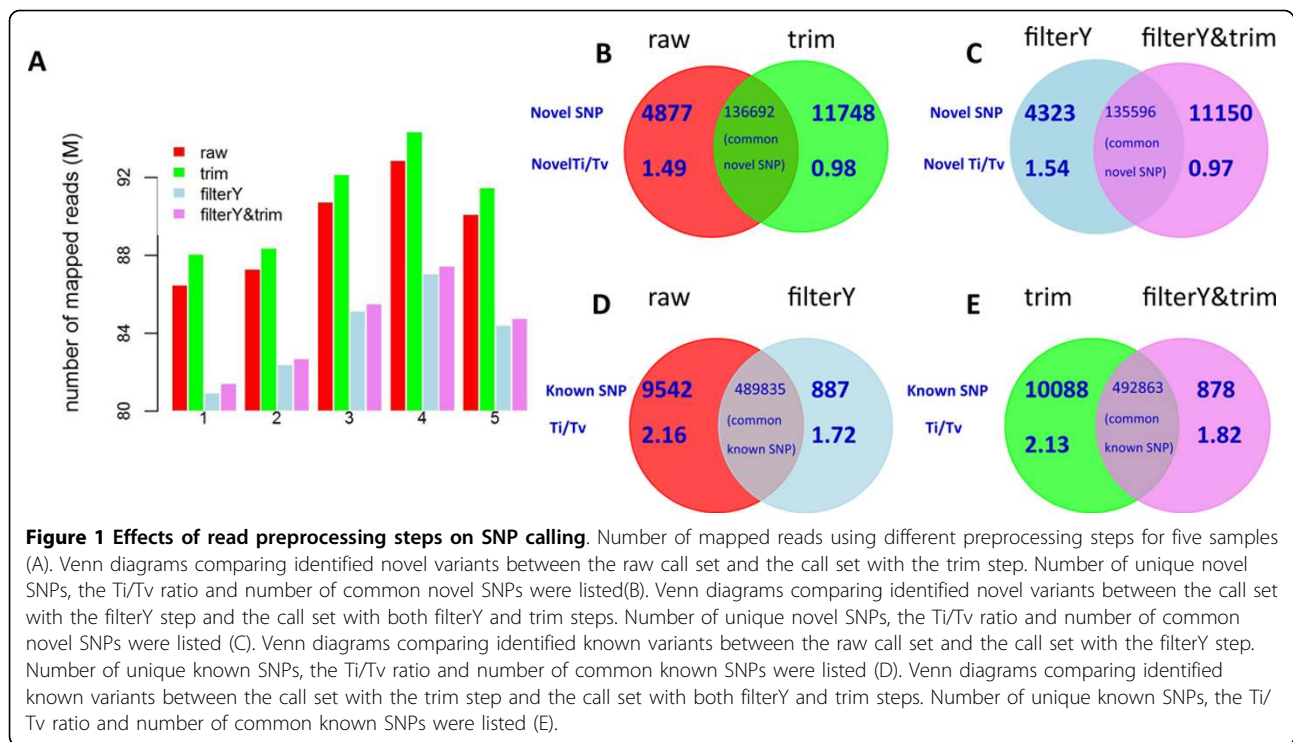 A
number of mapped reads (M)
92
88
84
80
raw
trim
filterY
filterY&trim
1 2 3 4 5
B
raw trim
Novel SNP 4877 136692 11748
(common
NovelTi/Tv 1.49 novel SNP) 0.98
C
filterY filterY&trim
Novel SNP 4323 135596 11150
(common
Novel Ti/Tv 1.54 novel SNP) 0.97
D
raw filterY
Known SNP 9542 489835 887
Ti/Tv (common
2.16 known SNP) 1.72
E
trim filterY&trim
Known SNP 10088 492863 878
Ti/Tv (common
2.13 known SNP) 1.82
Figure 1 Effects of read preprocessing steps on SNP calling. Number of mapped reads using different preprocessing steps for five samples
(A). Venn diagrams comparing identified novel variants between the raw call set and the call set with the trim step. Number of unique novel
SNPs, the Ti/Tv ratio and number of common novel SNPs were listed(B). Venn diagrams comparing identified novel variants between the call set
with the filterY step and the call set with both filterY and trim steps. Number of unique novel SNPs, the Ti/Tv ratio and number of common
novel SNPs were listed (C). Venn diagrams comparing identified known variants between the raw call set and the call set with the filterY step.
Number of unique known SNPs, the Ti/Tv ratio and number of common known SNPs were listed (D). Venn diagrams comparing identified
known variants between the call set with the trim step and the call set with both filterY and trim steps. Number of unique known SNPs, the Ti/
Tv ratio and number of common known SNPs were listed (E).